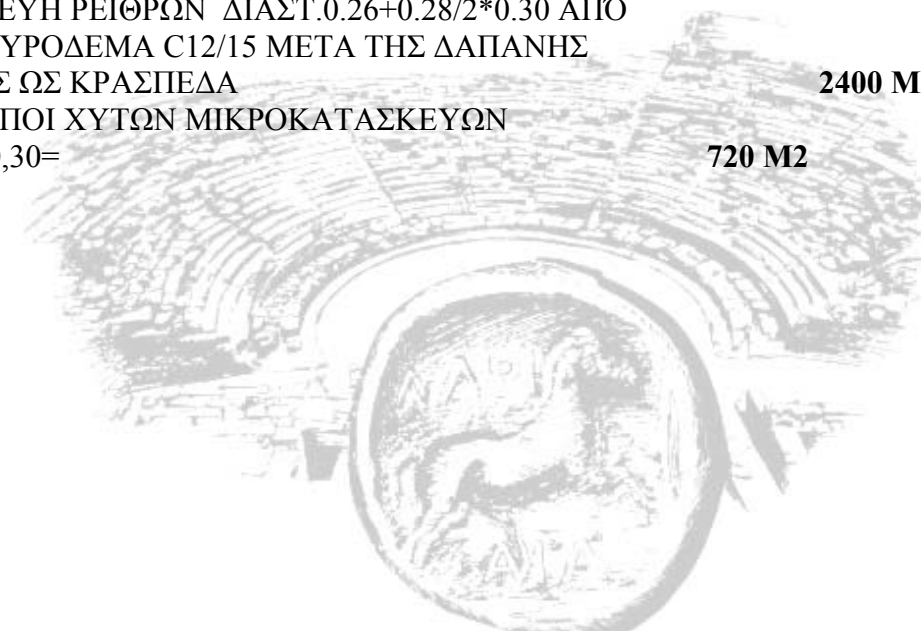 ΕΥΗ ΡΕΙΘΡΩΝ ΔΙΑΣΤ.0.26+0.28/2*0.30 ΑΠΌ
ΥΡΟΔΕΜΑ C12/15 ΜΕΤΑ ΤΗΣ ΔΑΠΑΝΗΣ
Σ ΩΣ ΚΡΑΣΠΕΔΑ 2400 Μ
ΠΟΙ ΧΥΤΩΝ ΜΙΚΡΟΚΑΤΑΣΚΕΥΩΝ
,30= 720 Μ2